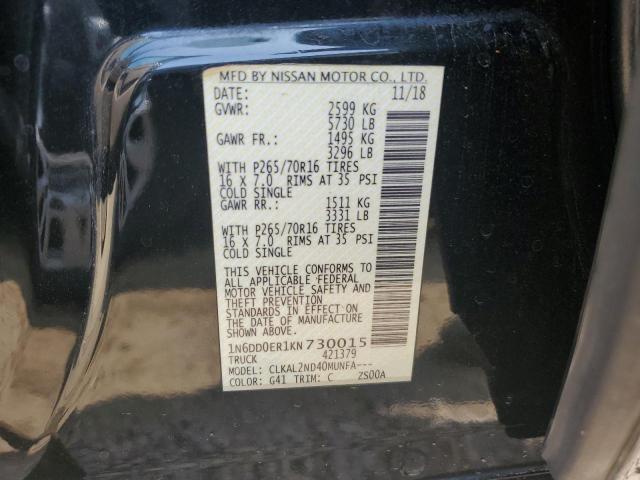 MFD BY NISSAN MOTOR CO., LTD.
DATE: 11/18
GVWR: 2599 KG
5730 LB
GAWR FR.: 1495 KG
3296 LB
WITH P265/70R16 TIRES
16 X 7.0 RIMS AT 35 PSI
COLD SINGLE
GAWR RR.: 1511 KG
3331 LB
WITH P265/70R16 TIRES
16 X 7.0 RIMS AT 35 PSI
COLD SINGLE
THIS VEHICLE CONFORMS TO
ALL APPLICABLE FEDERAL
MOTOR VEHICLE SAFETY AND
THEFT PREVENTION
STANDARDS IN EFFECT ON
THE DATE OF MANUFACTURE
SHOWN ABOVE.
1N6DD0ER1KN730015
TRUCK 421379
MODEL: CLKAL2ND40MUNFA---
COLOR: G41 TRIM: C ZS00A